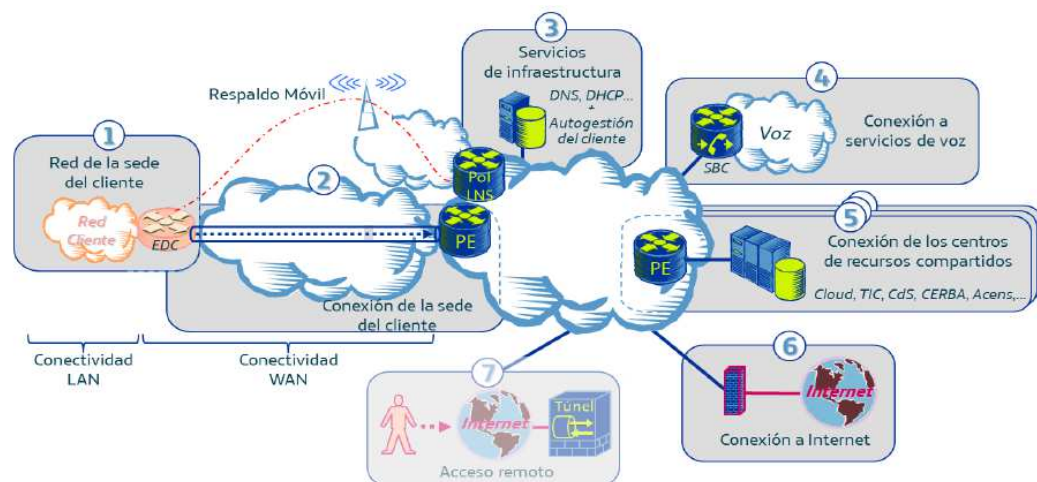 1
Red de la sede
del cliente
Red
Cliente
EDC
Respaldo Móvil
2
Conexión de la sede
del cliente
PE
Pol
LNS
3
Servicios
de infraestructura
DNS, DHCP...
+
Autogestión
del cliente
4
Voz
SBC
Conexión a
servicios de voz
5
PE
Conexión de los centros
de recursos compartidos
Cloud, TIC, CdS, CERBA, Acens,...
Conectividad
LAN
Conectividad
WAN
6
Internet
Conexión a Internet
7
Internet
Túnel
Acceso remoto